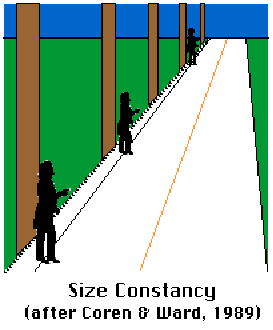 Size Constancy
(after Coren & Ward, 1989)